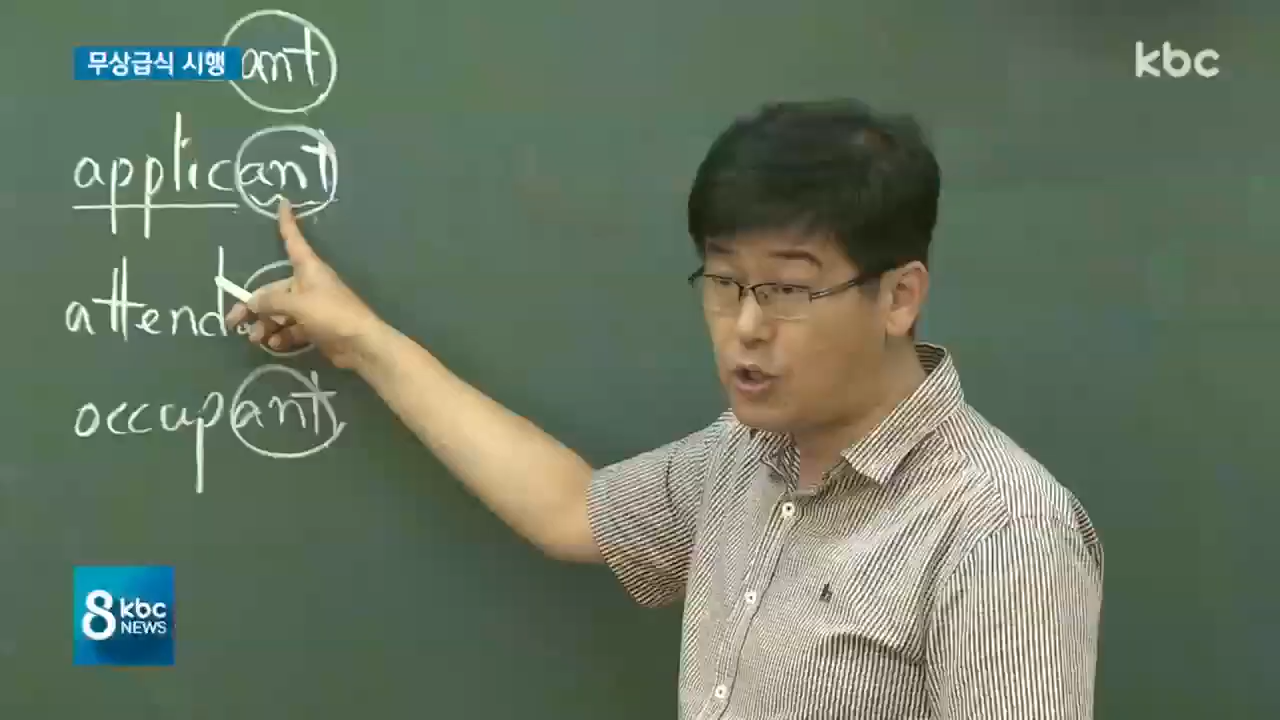 무상급식 시행
ant
kbc
applicant
attend
occupant
8 kbc
NEWS